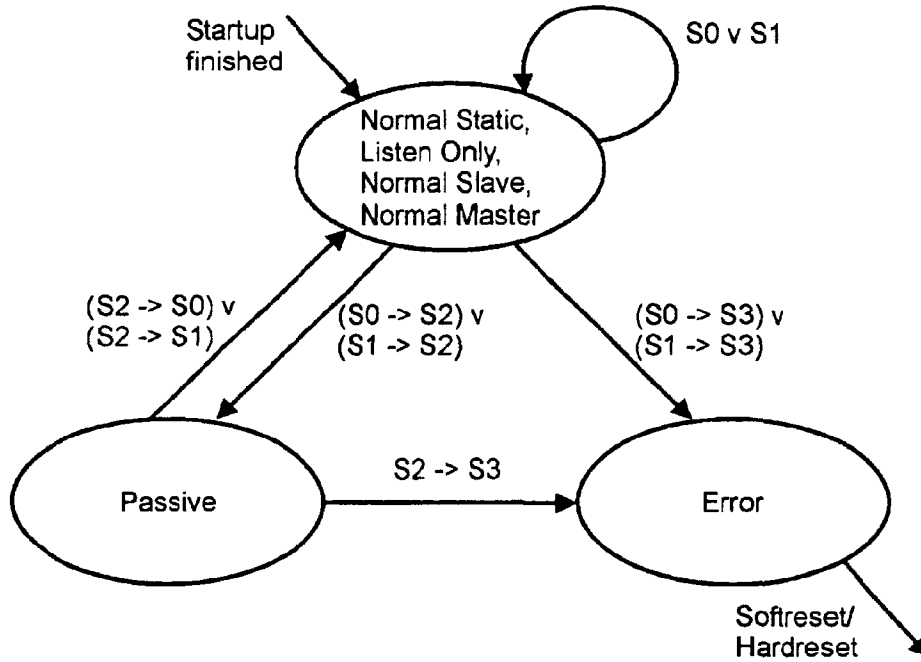 Startup
finished
S0 v S1
Normal Static,
Listen Only,
Normal Slave,
Normal Master
(S2 -> S0) v
(S2 -> S1)
(S0 -> S2) v
(S1 -> S2)
(S0 -> S3) v
(S1 -> S3)
Passive
S2 -> S3
Error
Softreset/
Hardreset